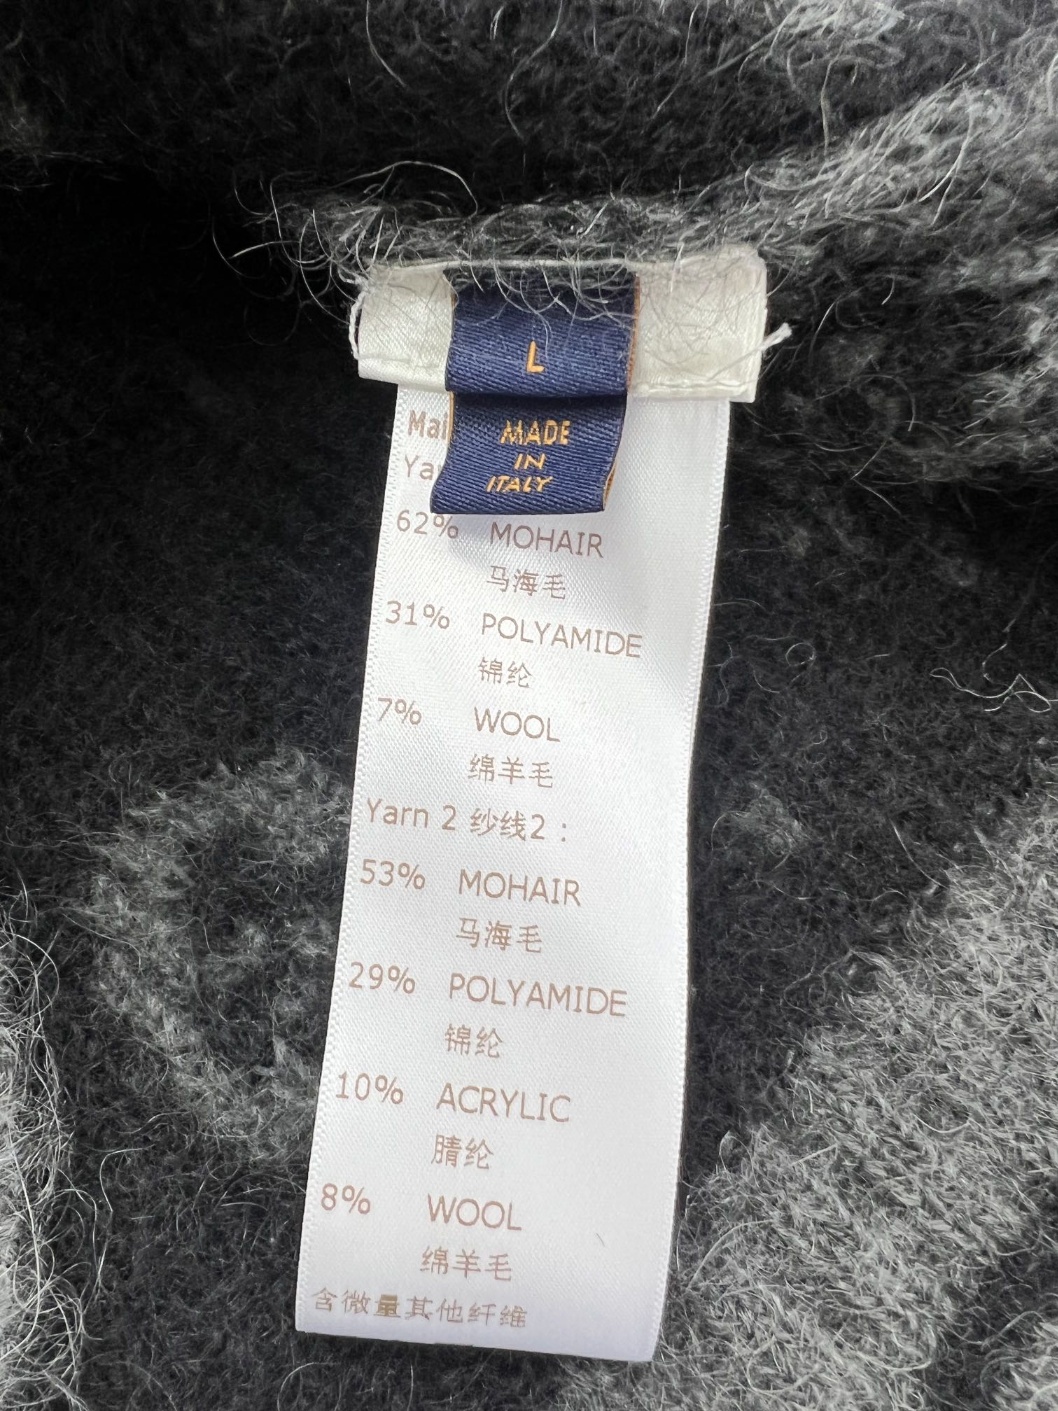 L
MADE
IN
ITALY
62% MOHAIR
马海毛
31% POLYAMIDE
锦纶
7% WOOL
绵羊毛
Yarn 2 纱线2：
53% MOHAIR
马海毛
29% POLYAMIDE
锦纶
10% ACRYLIC
腈纶
8% WOOL
绵羊毛
含微量其他纤维